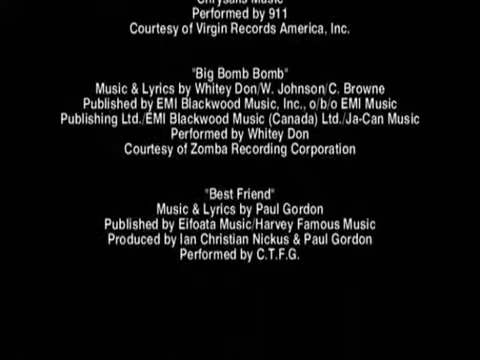 Chrysalis Music
Performed by 911
Courtesy of Virgin Records America, Inc.
"Big Bomb Bomb"
Music & Lyrics by Whitey Don/W. Johnson/C. Browne
Published by EMI Blackwood Music, Inc., o/b/o EMI Music
Publishing Ltd./EMI Blackwood Music (Canada) Ltd./Ja-Can Music
Performed by Whitey Don
Courtesy of Zomba Recording Corporation
"Best Friend"
Music & Lyrics by Paul Gordon
Published by Eifoata Music/Harvey Famous Music
Produced by Ian Christian Nickus & Paul Gordon
Performed by C.T.F.G.